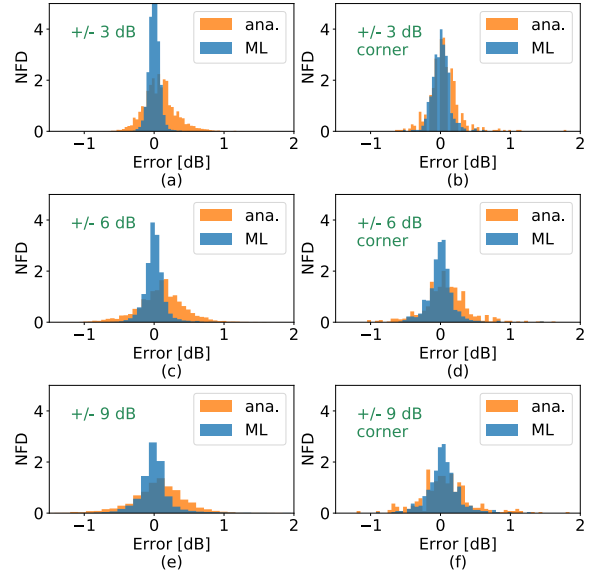 +/- 3 dB
ana.
ML
NFD
4
2
0
−1
0
1
2
Error [dB]
(a)
+/- 3 dB
corner
ana.
ML
NFD
4
2
0
−1
0
1
2
Error [dB]
(b)
+/- 6 dB
ana.
ML
NFD
4
2
0
−1
0
1
2
Error [dB]
(c)
+/- 6 dB
corner
ana.
ML
NFD
4
2
0
−1
0
1
2
Error [dB]
(d)
+/- 9 dB
ana.
ML
NFD
4
2
0
−1
0
1
2
Error [dB]
(e)
+/- 9 dB
corner
ana.
ML
NFD
4
2
0
−1
0
1
2
Error [dB]
(f)